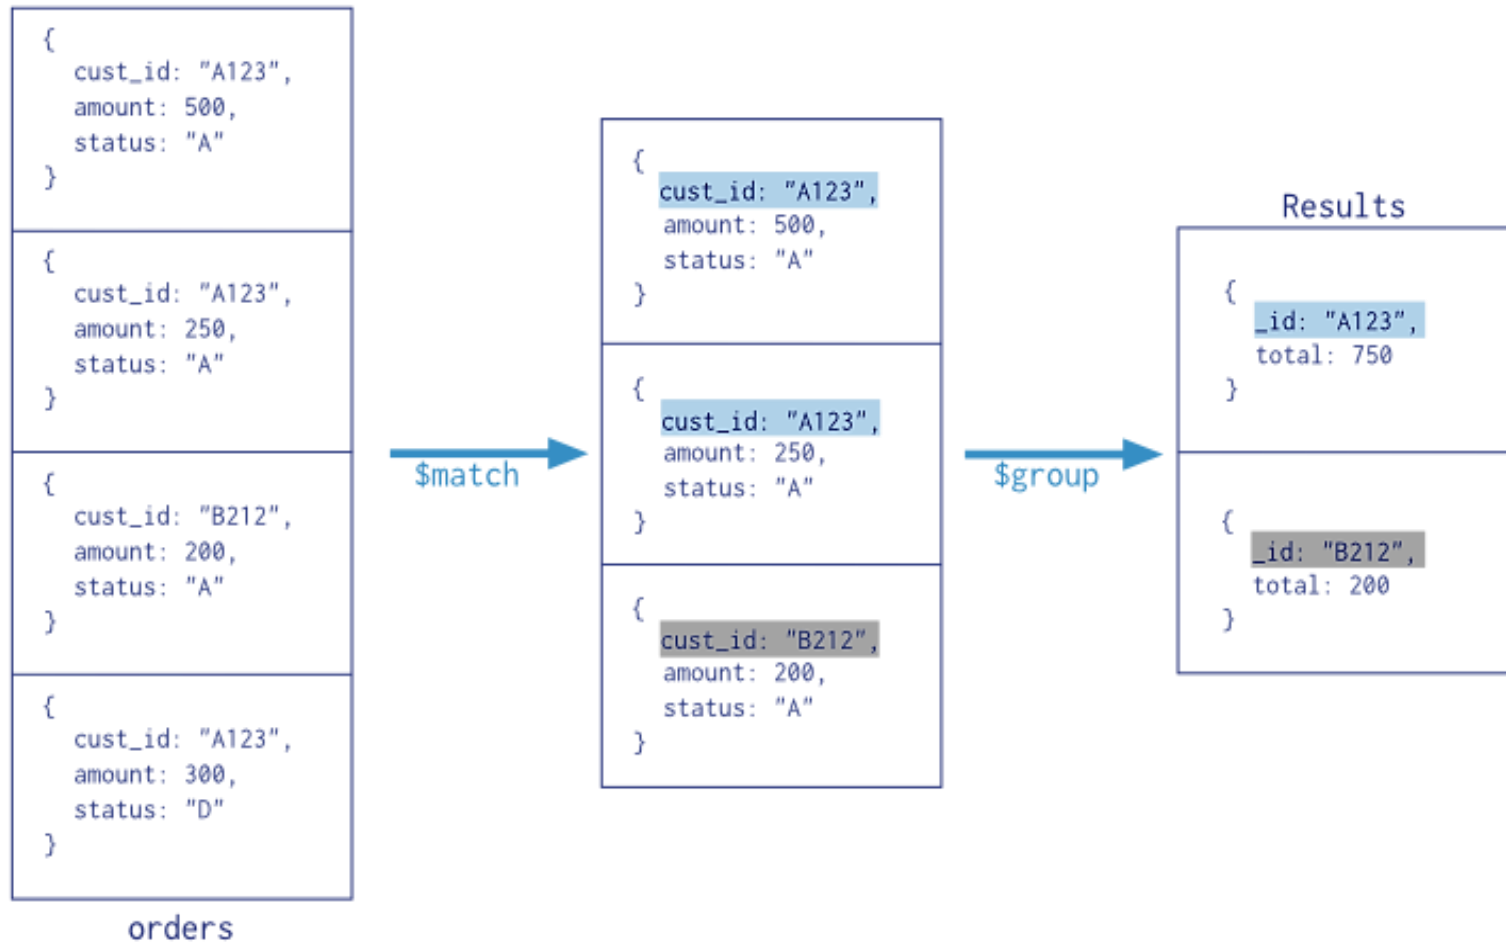 {
cust_id: "A123",
amount: 500,
status: "A"
}
{
cust_id: "A123",
amount: 250,
status: "A"
}
{
cust_id: "B212",
amount: 200,
status: "A"
}
{
cust_id: "A123",
amount: 300,
status: "D"
}
orders
$match
{
cust_id: "A123",
amount: 500,
status: "A"
}
{
cust_id: "A123",
amount: 250,
status: "A"
}
{
cust_id: "B212",
amount: 200,
status: "A"
}
$group
Results
{
_id: "A123",
total: 750
}
{
_id: "B212",
total: 200
}